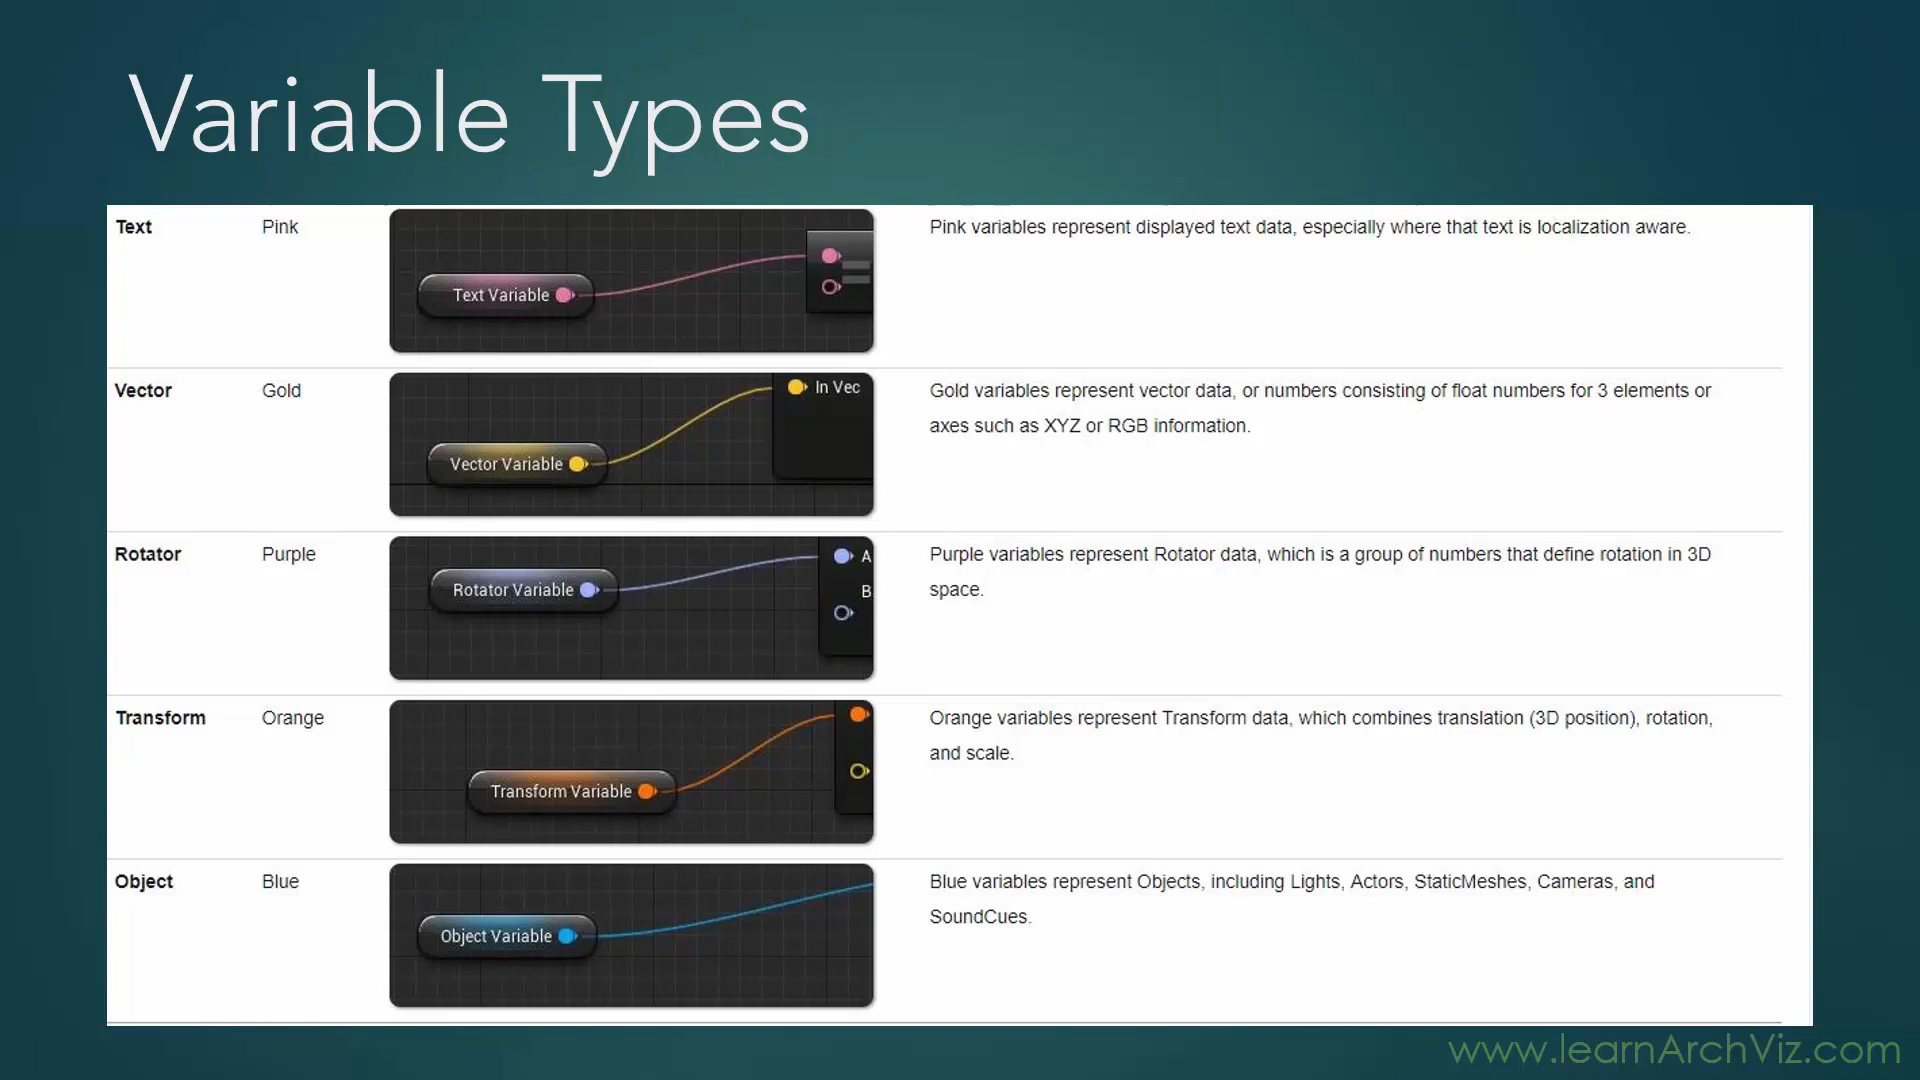 Variable Types
Text
Pink
Text Variable
Pink variables represent displayed text data, especially where that text is localization aware.
Vector
Gold
In Vec
Vector Variable
Gold variables represent vector data, or numbers consisting of float numbers for 3 elements or
axes such as XYZ or RGB information.
Rotator
Purple
A
Rotator Variable
B
Purple variables represent Rotator data, which is a group of numbers that define rotation in 3D
space.
Transform
Orange
Transform Variable
Orange variables represent Transform data, which combines translation (3D position), rotation,
and scale.
Object
Blue
Object Variable
Blue variables represent Objects, including Lights, Actors, StaticMeshes, Cameras, and
SoundCues.
www.learnArchViz.com